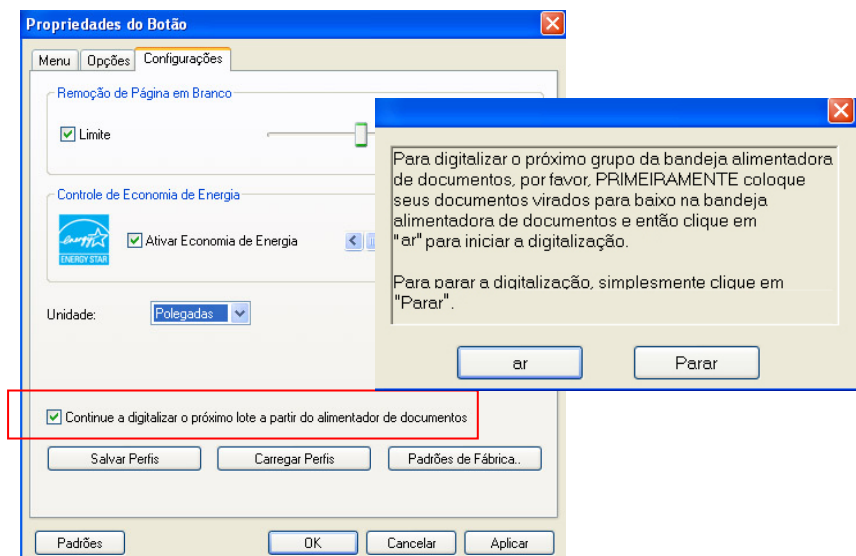 Propriedades do Botão
Menu
Opções
Configurações
Remoção de Página em Branco
Limite
Controle de Economia de Energia
ENERGY STAR
Ativar Economia de Energia
Unidade:
Polegadas
Continue a digitalizar o próximo lote a partir do alimentador de documentos
Salvar Perfis
Carregar Perfis
Padrões de Fábrica..
Padrões
OK
Cancelar
Aplicar
Para digitalizar o próximo grupo da bandeja alimentadora
de documentos, por favor, PRIMEIRAMENTE coloque
seus documentos virados para baixo na bandeja
alimentadora de documentos e então clique em
"ar" para iniciar a digitalização.
Para parar a digitalização, simplesmente clique em
"Parar".
ar
Parar